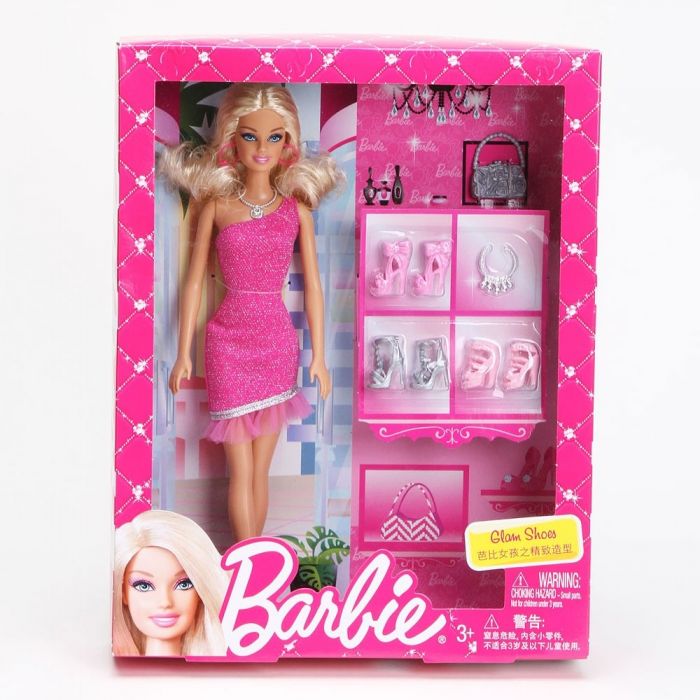 Barbie
Barbie
Barbie
Glam Shoes
芭比女孩之精致造型
Barbie®
3+
WARNING:
CHOKING HAZARD - Small parts.
Not for children under 3 years.
警告:
窒息危险, 内含小零件,
不适合3岁及以下儿童使用。